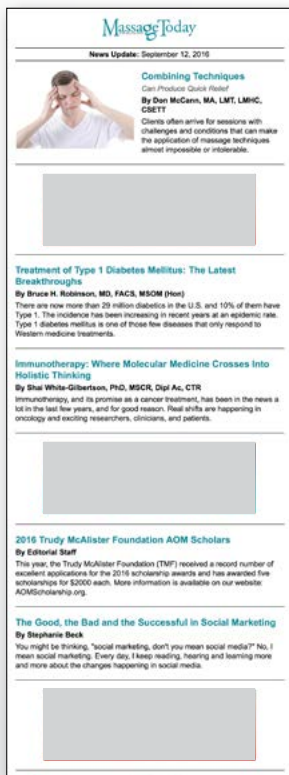 MassageToday
News Update: September 12, 2016
Combining Techniques
Can Produce Quick Relief
By Don McCann, MA, LMT, LMHC,
CSETT
Clients often arrive for sessions with
challenges and conditions that can make
the application of massage techniques
almost impossible or intolerable.
Treatment of Type 1 Diabetes Mellitus: The Latest
Breakthroughs
By Bruce H. Robinson, MD, FACS, MSOM (Hon)
There are now more than 29 million diabetics in the U.S. and 10% of them have
Type 1. The incidence has been increasing in recent years at an epidemic rate.
Type 1 diabetes mellitus is one of those few diseases that only respond to
Western medicine treatments.
Immunotherapy: Where Molecular Medicine Crosses Into
Holistic Thinking
By Shai White-Gilbertson, PhD, MSCR, Dipl Ac, CTR
Immunotherapy, and its promise as a cancer treatment, has been in the news a
lot in the last few years, and for good reason. Real shifts are happening in
oncology and exciting researchers, clinicians, and patients.
2016 Trudy McAlister Foundation AOM Scholars
By Editorial Staff
This year, the Trudy McAlister Foundation (TMF) received a record number of
excellent applications for the 2016 scholarship awards and has awarded five
scholarships for $2000 each. More information is available on our website:
AOMScholarship.org.
The Good, the Bad and the Successful in Social Marketing
By Stephanie Beck
You might be thinking, "social marketing, don't you mean social media?" No, I
mean social marketing. Every day, I keep reading, hearing and learning more
and more about the changes happening in social media.